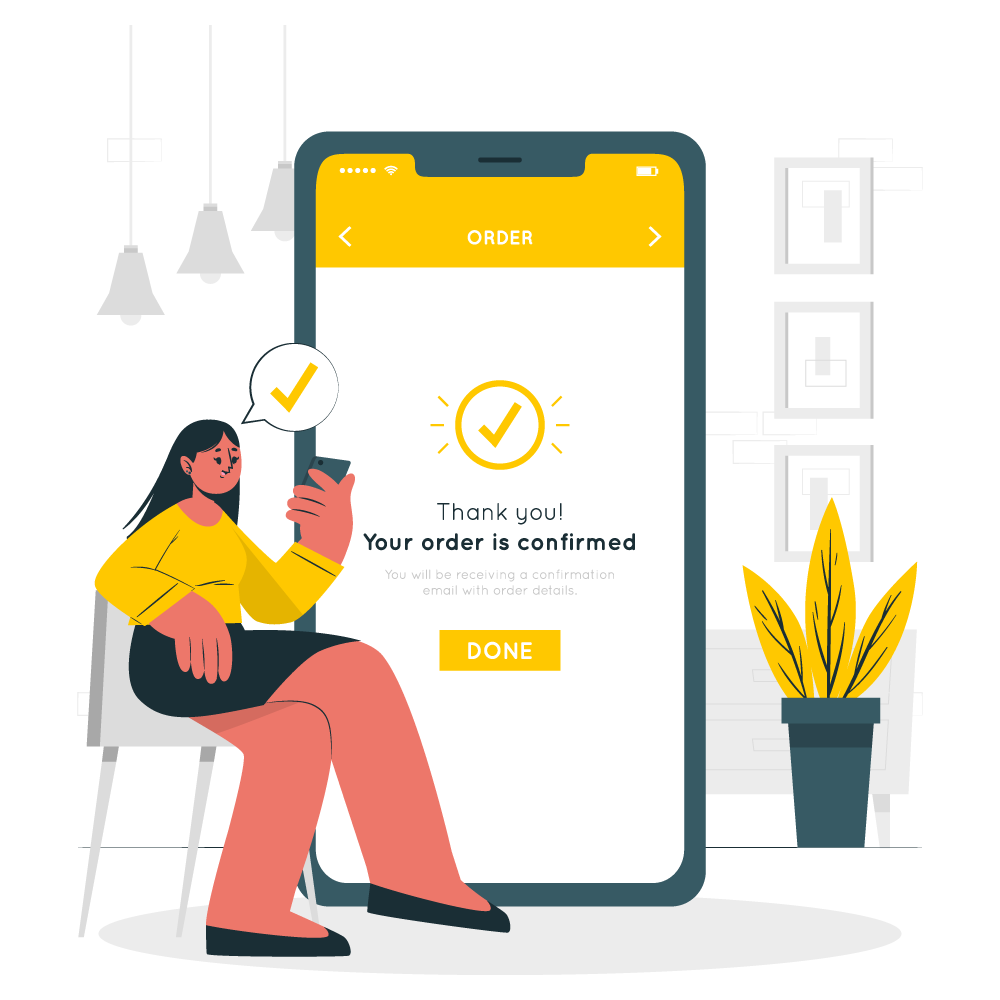 ORDER
Thank you!
Your order is confirmed
You will be receiving a confirmation
email with order details.
DONE